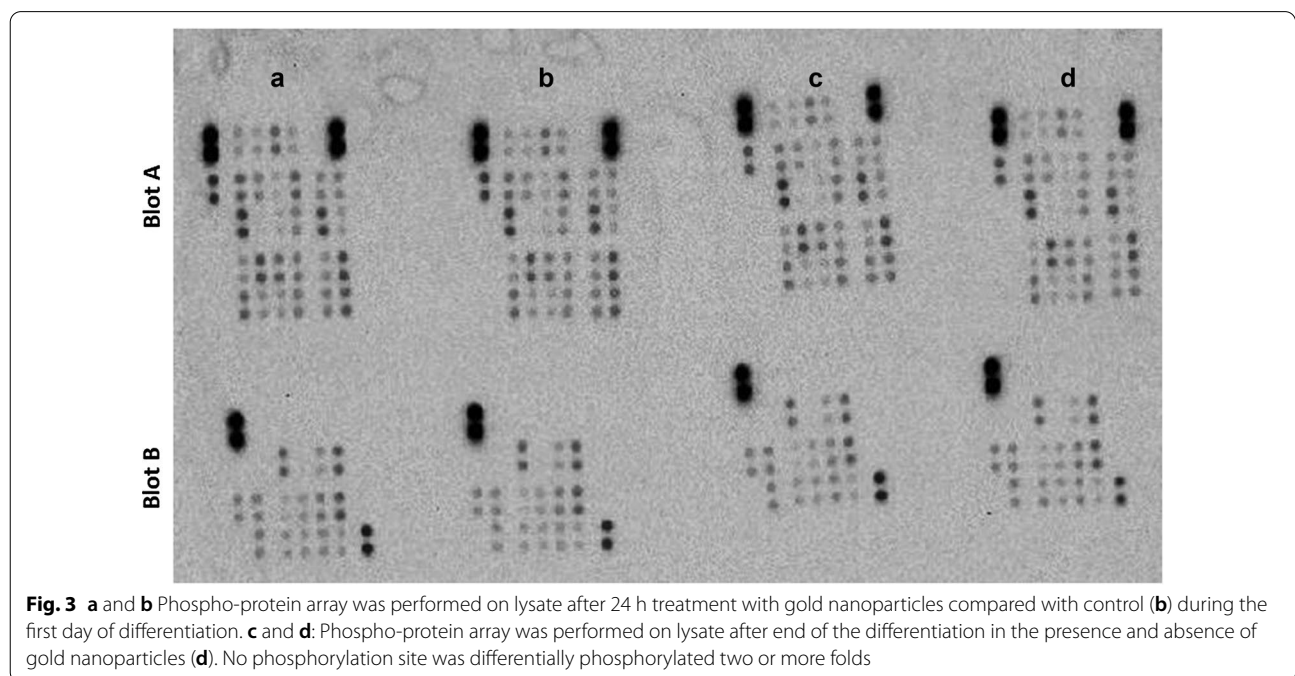 a b c d
Blot A
Blot B
Fig. 3 a and b Phospho-protein array was performed on lysate after 24 h treatment with gold nanoparticles compared with control (b) during the
first day of differentiation. c and d: Phospho-protein array was performed on lysate after end of the differentiation in the presence and absence of
gold nanoparticles (d). No phosphorylation site was differentially phosphorylated two or more folds